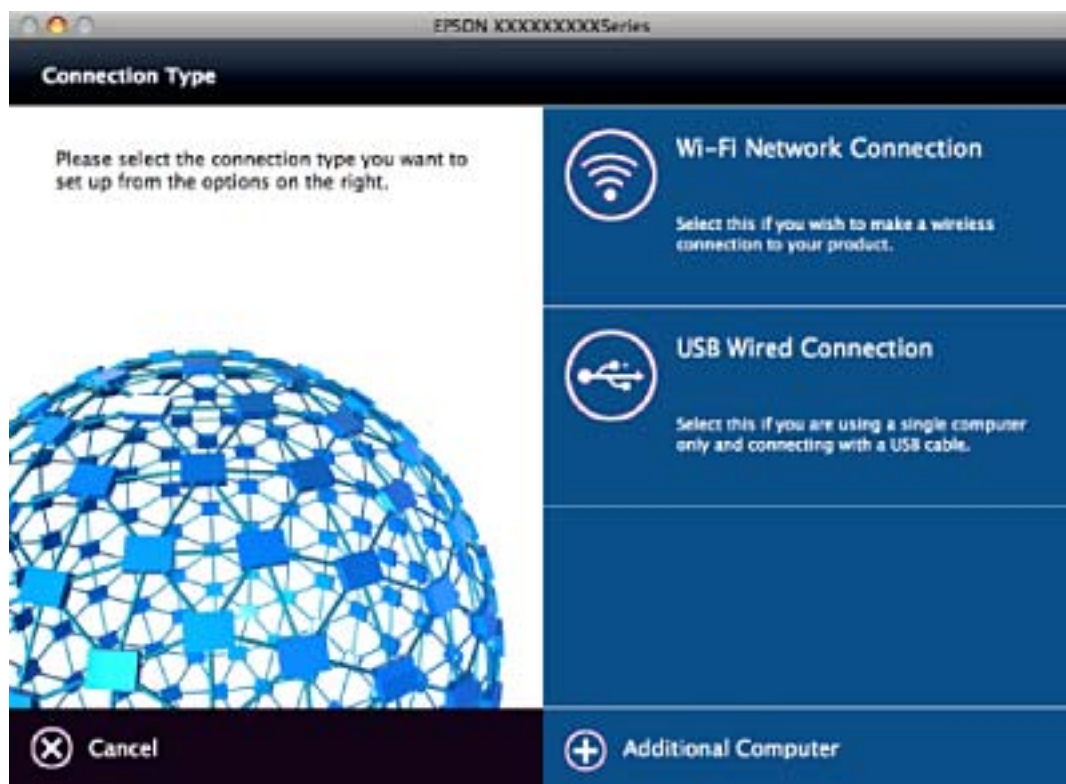 EPSON XXXXXXXXXSeries
Connection Type
Please select the connection type you want to
set up from the options on the right.
Wi-Fi Network Connection
Select this if you wish to make a wireless
connection to your product.
USB Wired Connection
Select this if you are using a single computer
only and connecting with a USB cable.
Cancel
Additional Computer